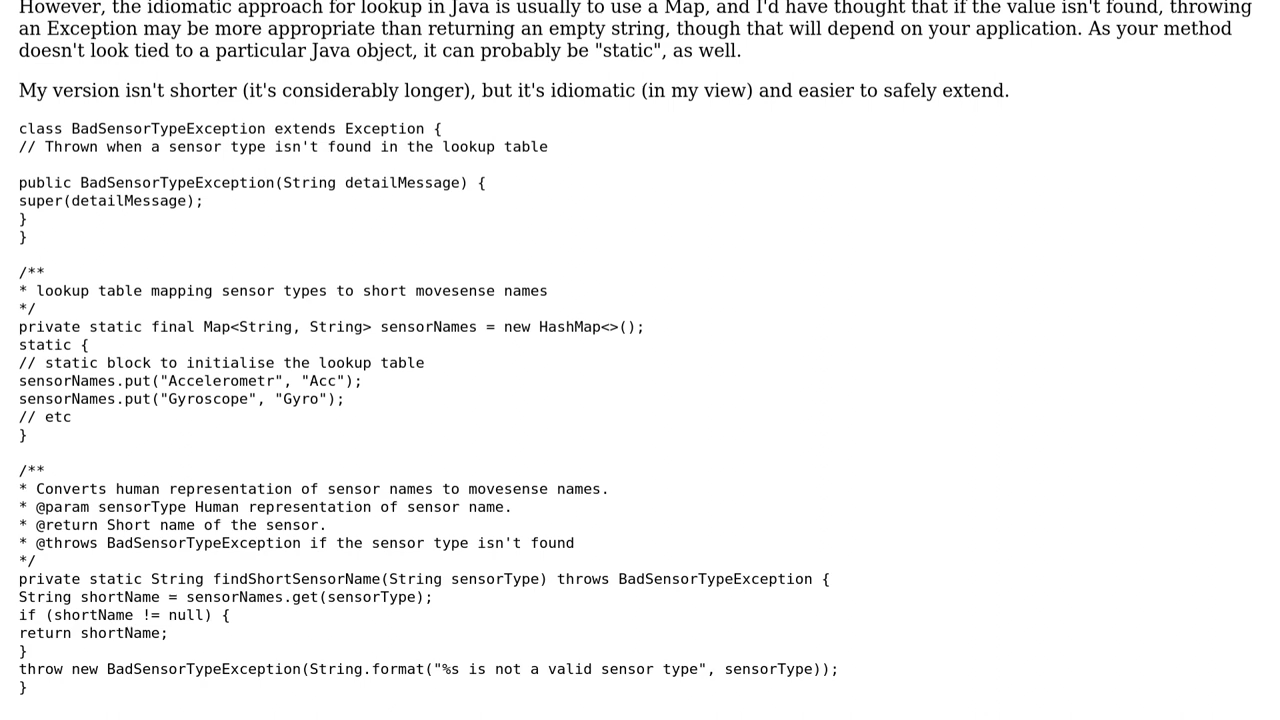 However, the idiomatic approach for lookup in Java is usually to use a Map, and I'd have thought that if the value isn't found, throwing
an Exception may be more appropriate than returning an empty string, though that will depend on your application. As your method
doesn't look tied to a particular Java object, it can probably be "static", as well.
My version isn't shorter (it's considerably longer), but it's idiomatic (in my view) and easier to safely extend.
class BadSensorTypeException extends Exception {
// Thrown when a sensor type isn't found in the lookup table
public BadSensorTypeException(String detailMessage) {
super(detailMessage);
}
}
/**
* lookup table mapping sensor types to short movesense names
*/
private static final Map<String, String> sensorNames = new HashMap<>();
static {
// static block to initialise the lookup table
sensorNames.put("Accelerometr", "Acc");
sensorNames.put("Gyroscope", "Gyro");
// etc
}
/**
* Converts human representation of sensor names to movesense names.
* @param sensorType Human representation of sensor name.
* @return Short name of the sensor.
* @throws BadSensorTypeException if the sensor type isn't found
*/
private static String findShortSensorName(String sensorType) throws BadSensorTypeException {
String shortName = sensorNames.get(sensorType);
if (shortName != null) {
return shortName;
}
throw new BadSensorTypeException(String.format("%s is not a valid sensor type", sensorType));
}